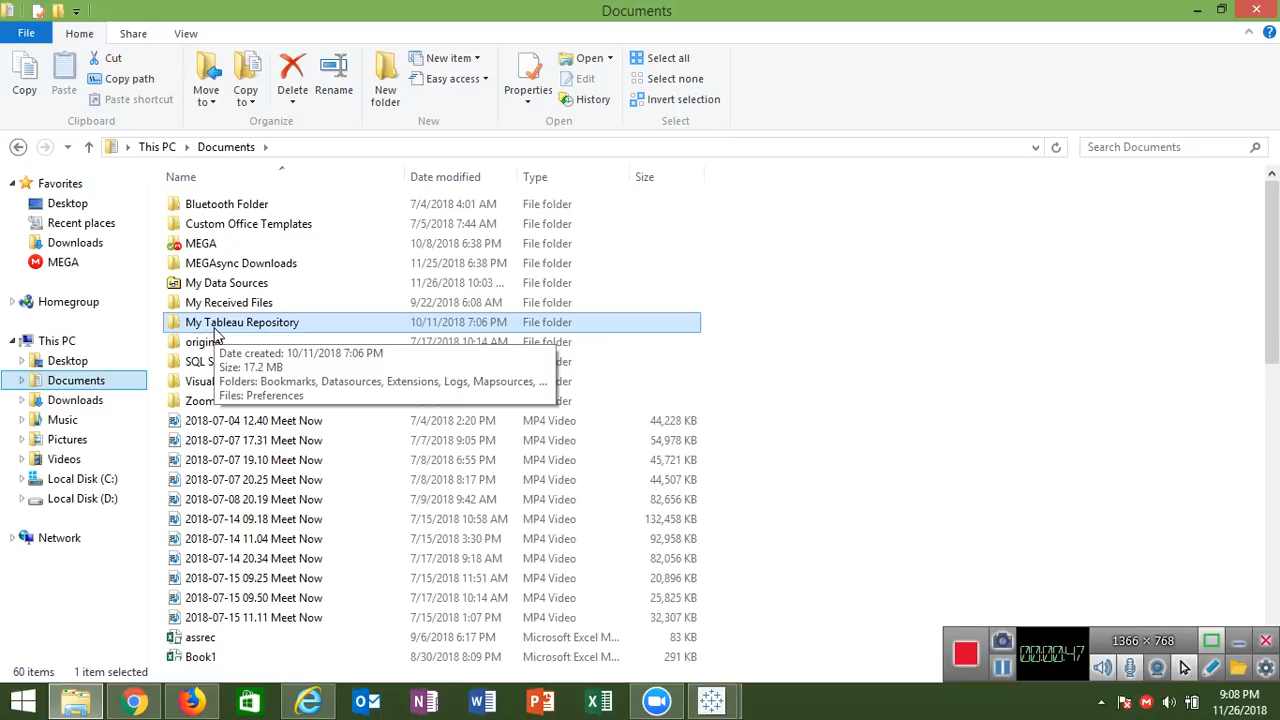 Documents
File Home Share View
Copy
Paste
Cut
Copy path
Paste shortcut
Clipboard
Move to
Copy to
Delete
Rename
Organize
New folder
New item
Easy access
New
Properties
Open
Edit
History
Open
Select all
Select none
Invert selection
Select
This PC Documents
Search Documents
Name Date modified Type Size
Favorites
Desktop
Recent places
Downloads
MEGA
Homegroup
This PC
Desktop
Documents
Downloads
Music
Pictures
Videos
Local Disk (C:)
Local Disk (D:)
Network
Bluetooth Folder 7/4/2018 4:01 AM File folder
Custom Office Templates 7/5/2018 7:44 AM File folder
MEGA 10/8/2018 6:38 PM File folder
MEGAsync Downloads 11/25/2018 6:38 PM File folder
My Data Sources 11/26/2018 10:03 ... File folder
My Received Files 9/22/2018 6:08 AM File folder
My Tableau Repository 10/11/2018 7:06 PM File folder
origin 7/17/2018 10:14 AM File folder
SQL S
Visual
Zoom
Date created: 10/11/2018 7:06 PM
Size: 17.2 MB
Folders: Bookmarks, Datasources, Extensions, Logs, Mapsources, ...
Files: Preferences
2018-07-04 12.40 Meet Now 7/4/2018 2:20 PM MP4 Video 44,228 KB
2018-07-07 17.31 Meet Now 7/7/2018 9:05 PM MP4 Video 54,978 KB
2018-07-07 19.10 Meet Now 7/8/2018 6:55 PM MP4 Video 45,721 KB
2018-07-07 20.25 Meet Now 7/8/2018 8:17 PM MP4 Video 44,507 KB
2018-07-08 20.19 Meet Now 7/9/2018 9:42 AM MP4 Video 82,656 KB
2018-07-14 09.18 Meet Now 7/15/2018 10:58 AM MP4 Video 132,458 KB
2018-07-14 11.04 Meet Now 7/15/2018 3:30 PM MP4 Video 92,958 KB
2018-07-14 20.34 Meet Now 7/17/2018 9:18 AM MP4 Video 82,056 KB
2018-07-15 09.25 Meet Now 7/15/2018 11:51 AM MP4 Video 20,896 KB
2018-07-15 09.50 Meet Now 7/17/2018 10:14 AM MP4 Video 25,825 KB
2018-07-15 11.11 Meet Now 7/15/2018 1:07 PM MP4 Video 32,307 KB
assrec 9/6/2018 6:17 PM Microsoft Excel M... 83 KB
Book1 8/30/2018 8:09 PM Microsoft Excel M... 291 KB
60 items 1 item selected
1366 × 768
00:00:47
9:08 PM
11/26/2018